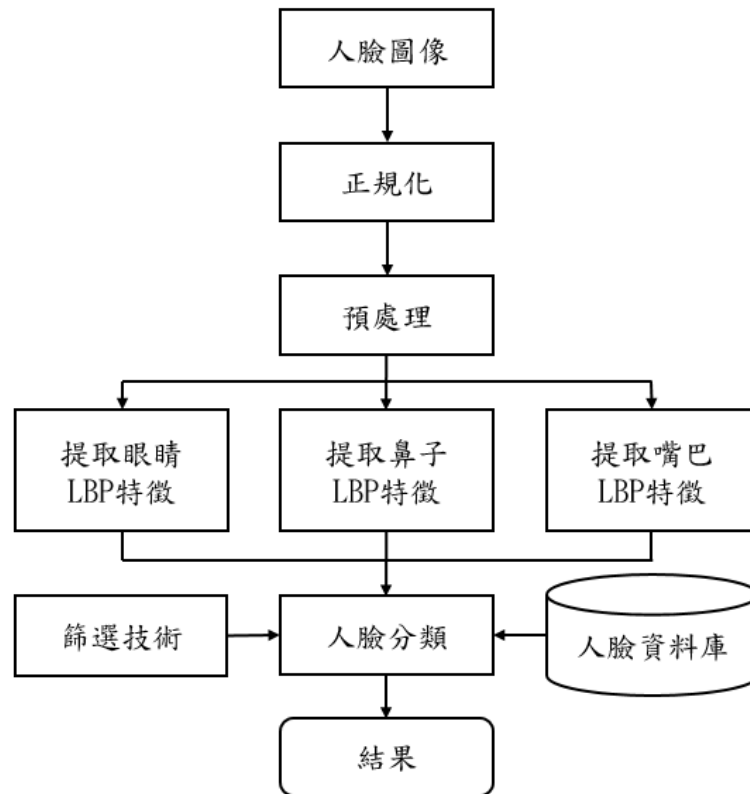 人臉圖像
正規化
預處理
提取眼睛
LBP特徵
提取鼻子
LBP特徵
提取嘴巴
LBP特徵
篩選技術
人臉分類
人臉資料庫
結果